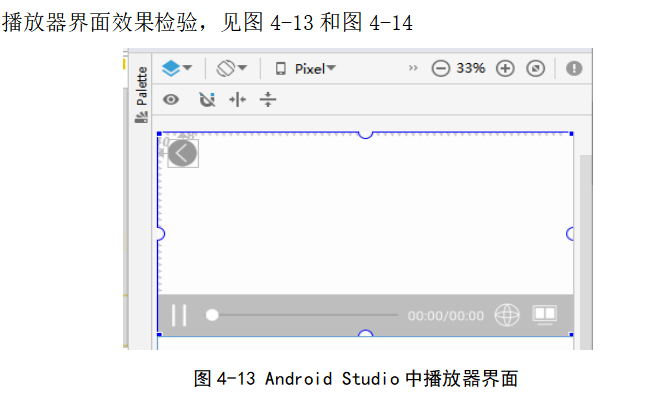 播放器界面效果检验，见图 4-13 和图 4-14
Palette
Pixel
33%
00:00/00:00
图 4-13 Android Studio 中播放器界面